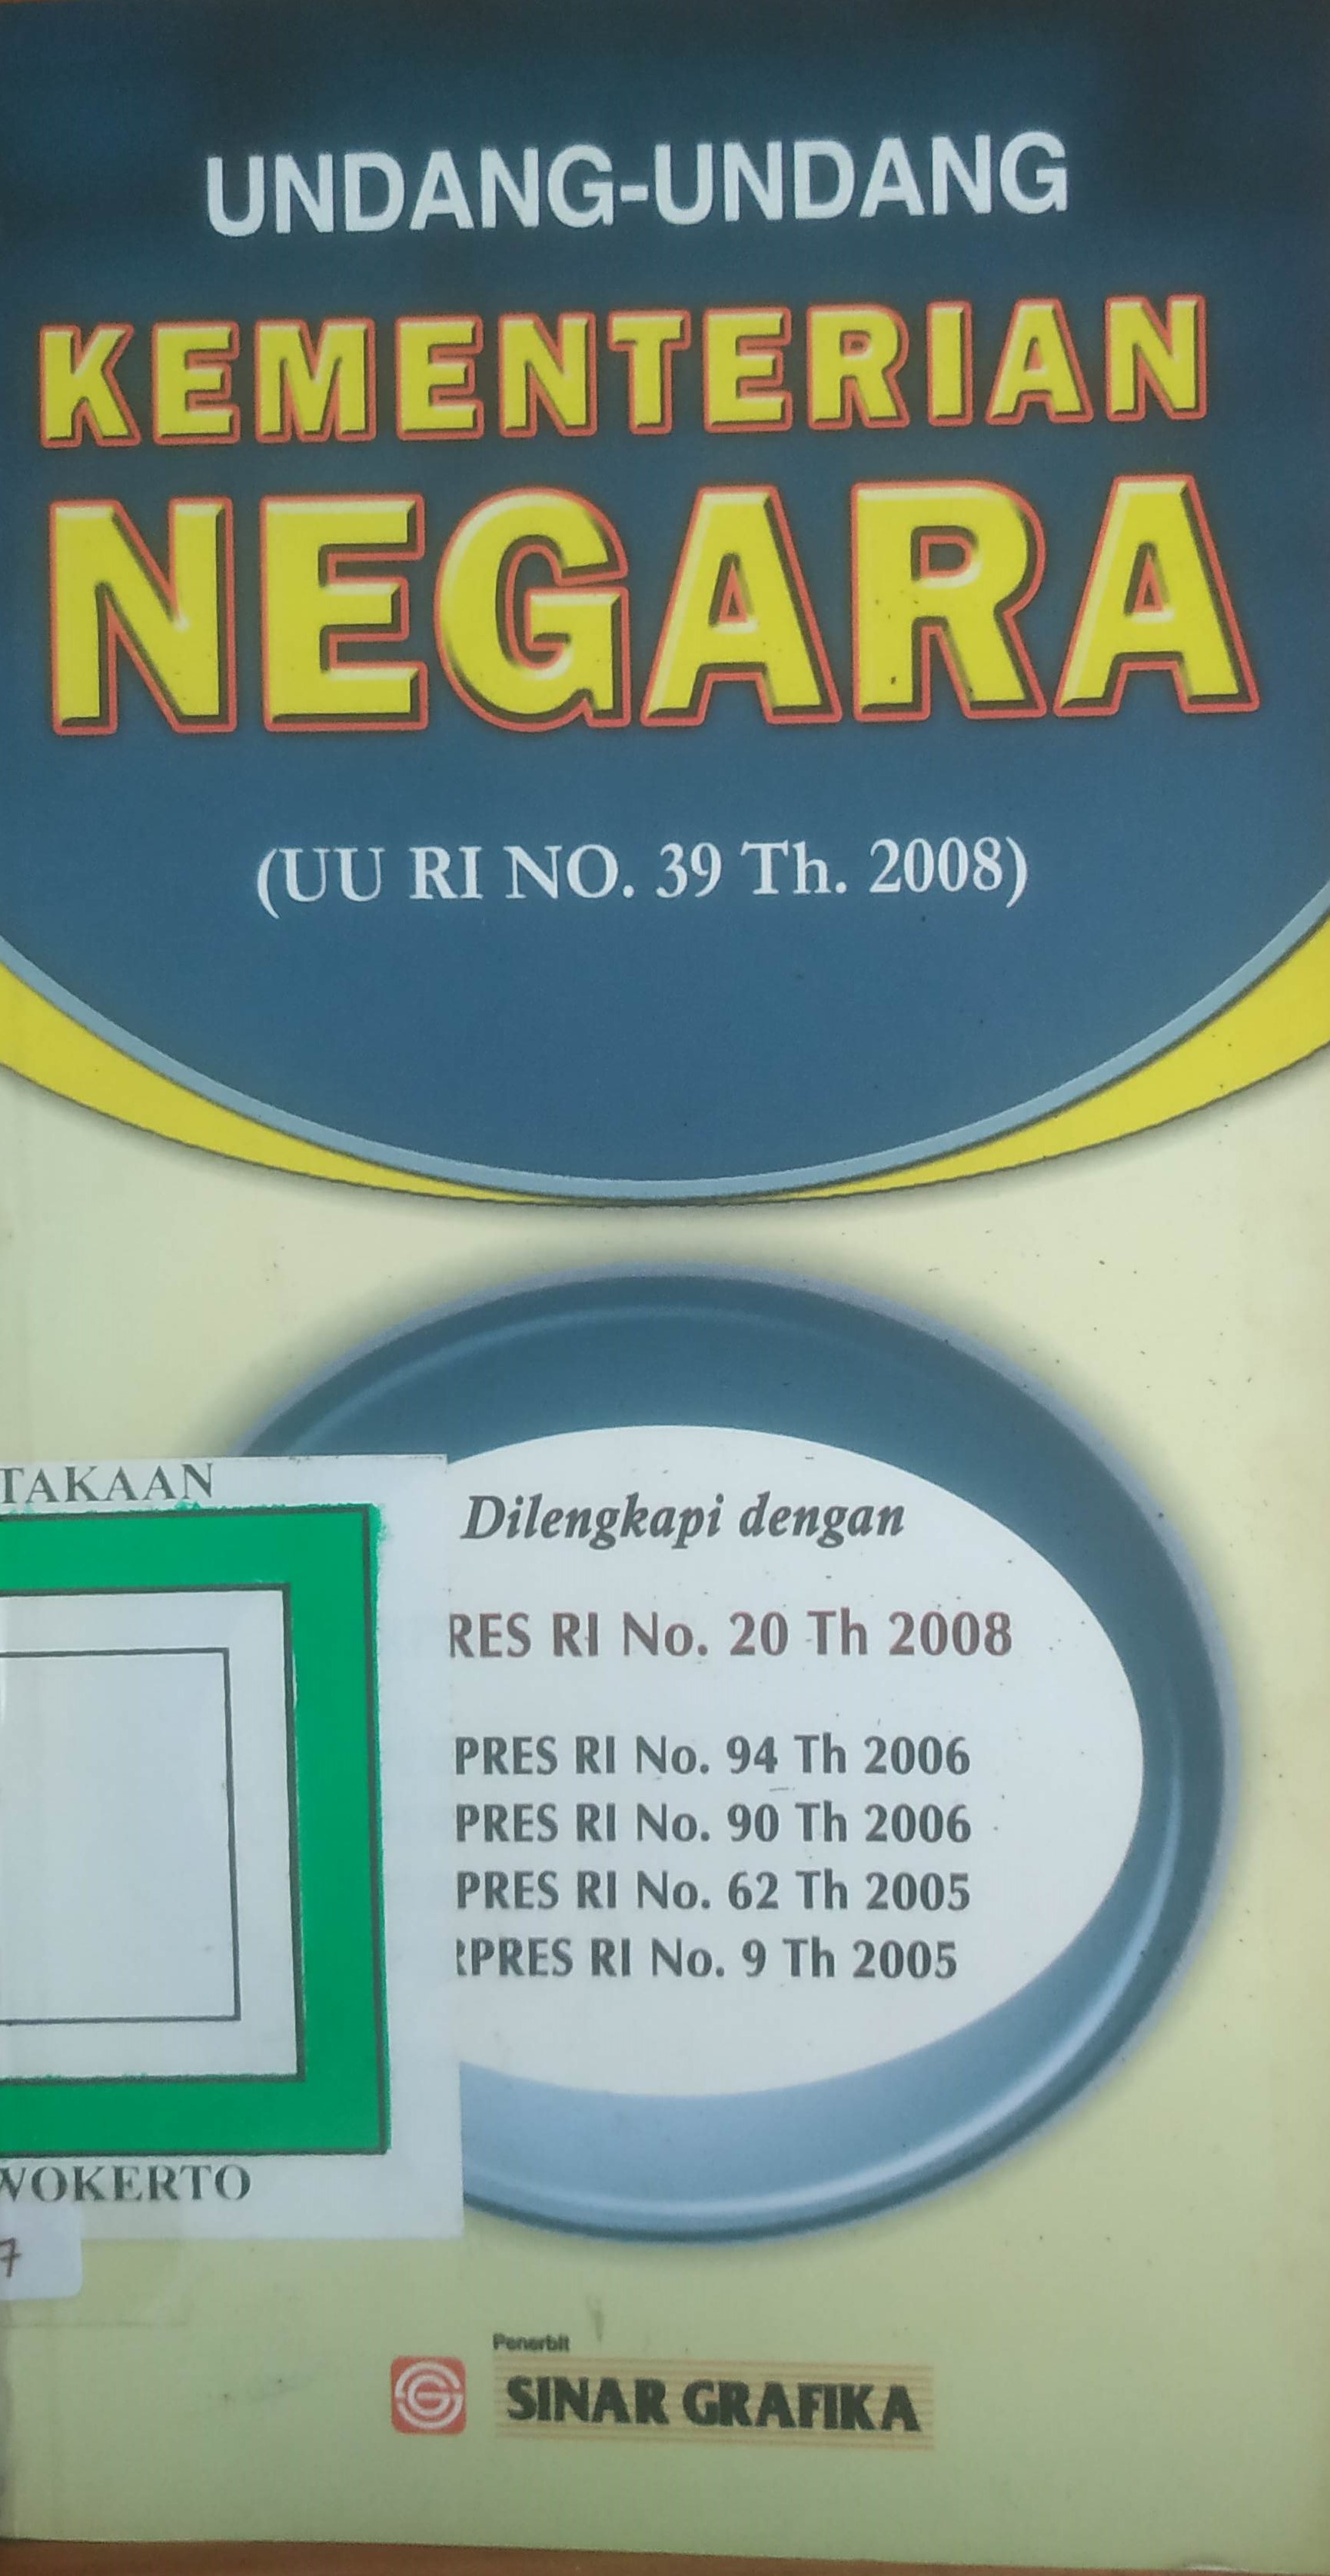 UNDANG-UNDANG
KEMENTERIAN
NEGARA
(UU RI NO. 39 Th. 2008)
TAKAAN
Dilengkapi dengan
RES RI No. 20 Th 2008
PRES RI No. 94 Th 2006
PRES RI No. 90 Th 2006
PRES RI No. 62 Th 2005
RPRES RI No. 9 Th 2005
WOKERTO
7
Penerbit
SINAR GRAFIKA